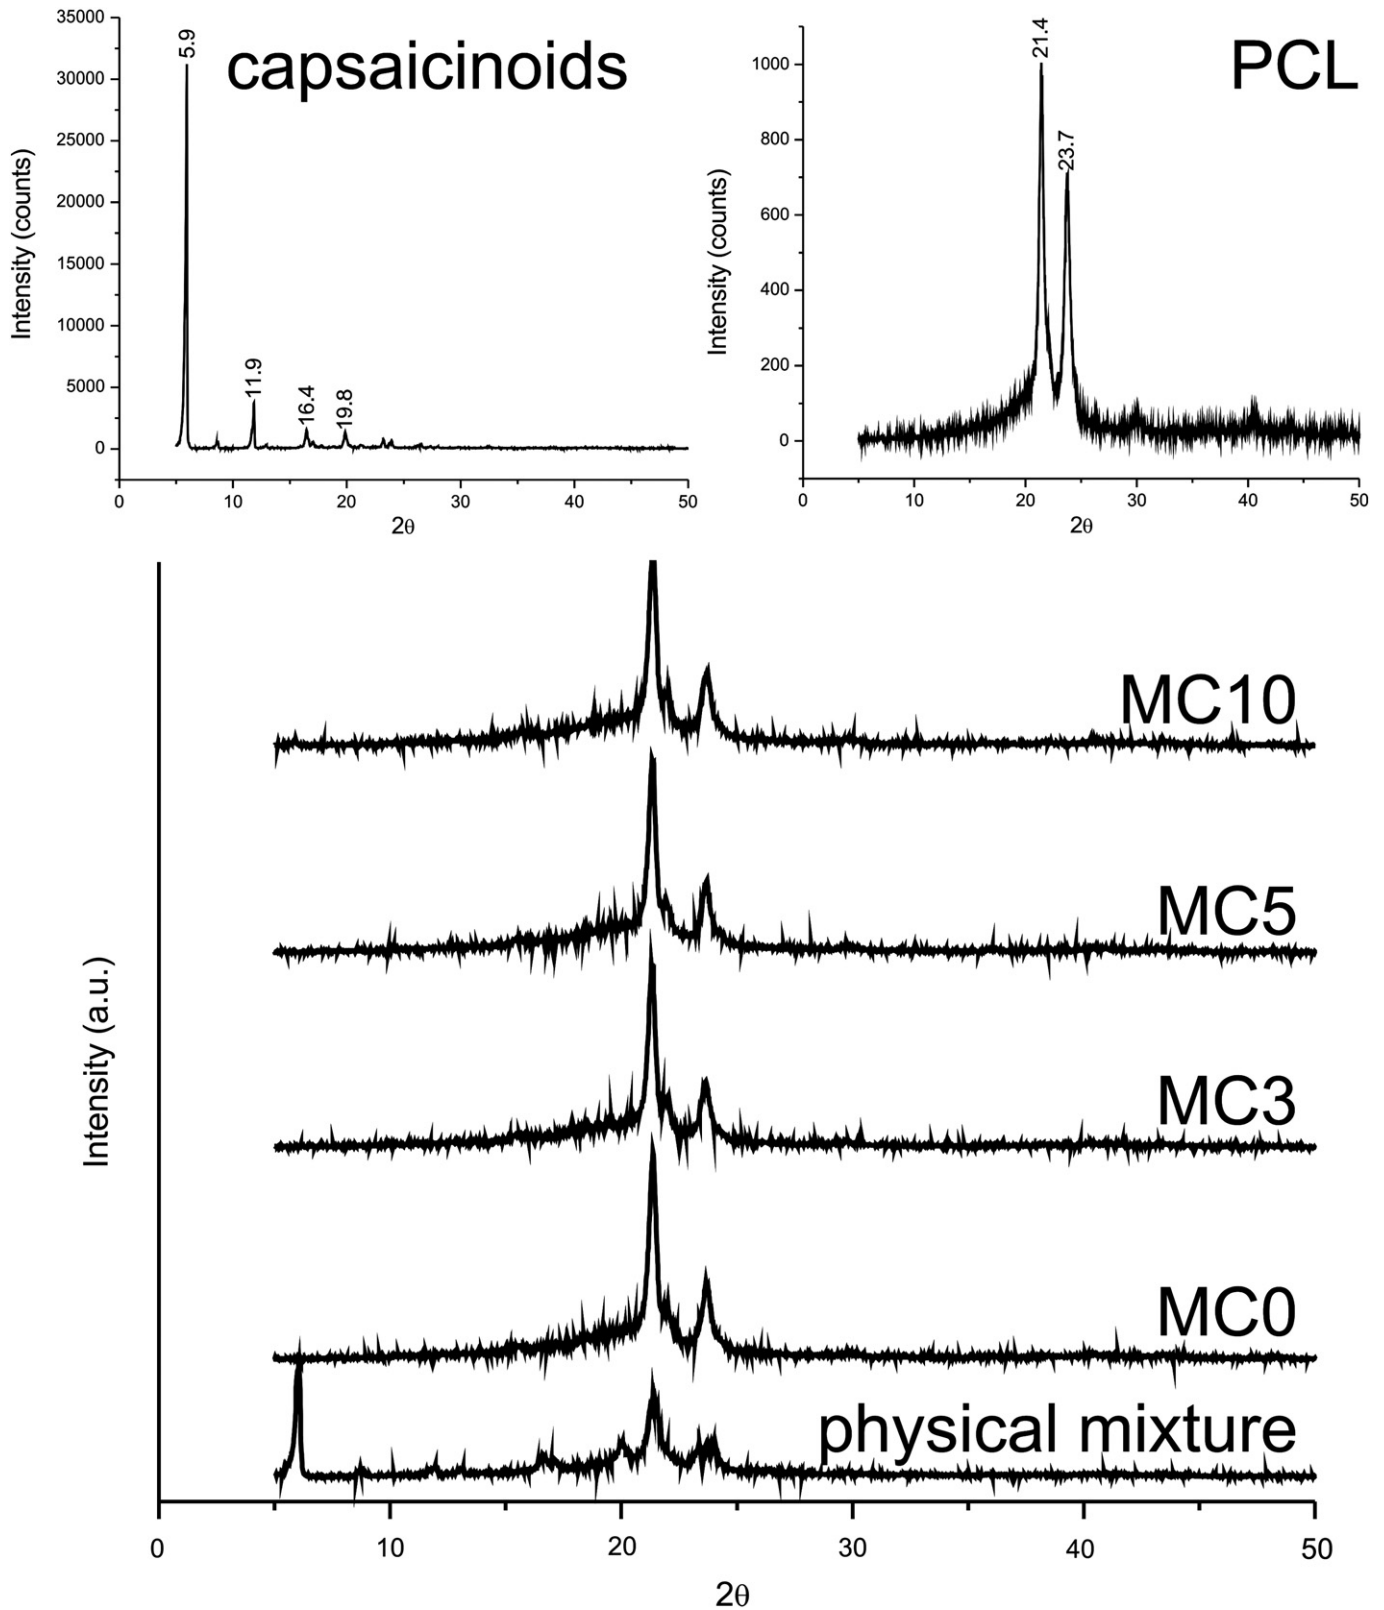 capsaicinoids
5.9
11.9
16.4
19.8
35000
30000
25000
20000
15000
10000
5000
0
Intensity (counts)
0 10 20 30 40 50
2θ
PCL
21.4
23.7
1000
800
600
400
200
0
Intensity (counts)
0 10 20 30 40 50
2θ
MC10
MC5
MC3
MC0
physical mixture
Intensity (a.u.)
0 10 20 30 40 50
2θ